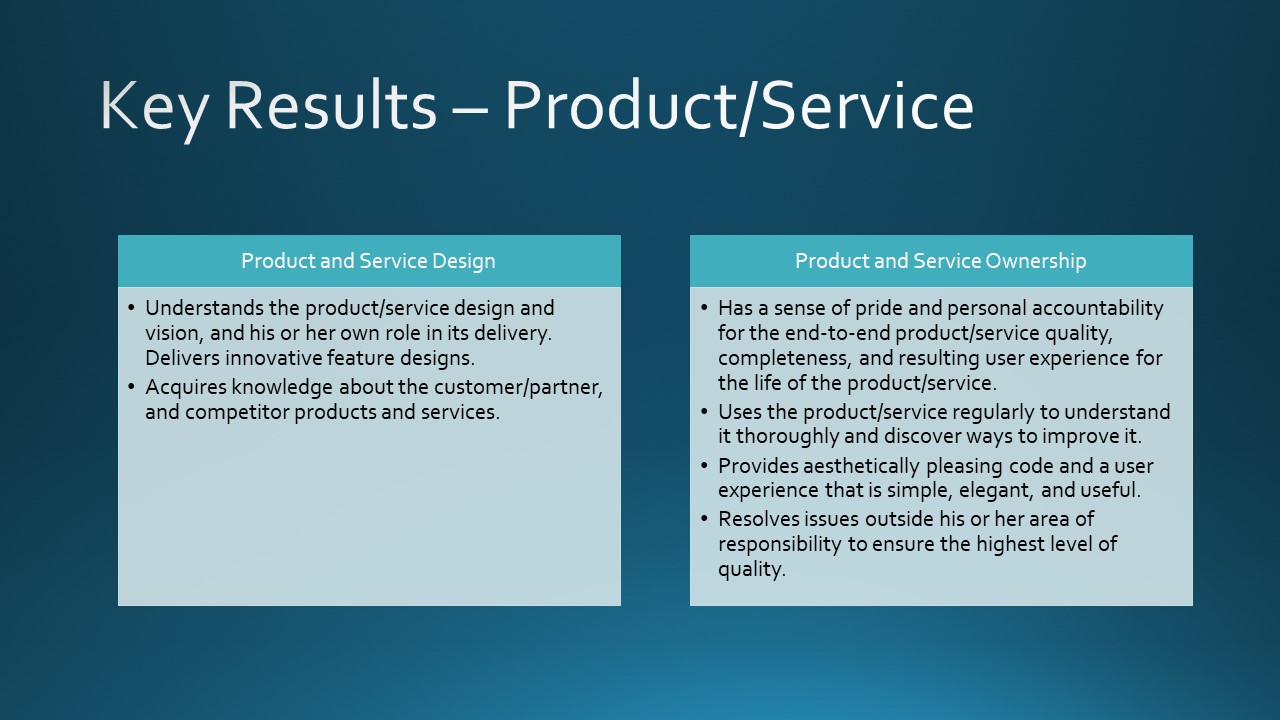 Key Results – Product/Service
Product and Service Design
• Understands the product/service design and
vision, and his or her own role in its delivery.
Delivers innovative feature designs.
• Acquires knowledge about the customer/partner,
and competitor products and services.
Product and Service Ownership
• Has a sense of pride and personal accountability
for the end-to-end product/service quality,
completeness, and resulting user experience for
the life of the product/service.
• Uses the product/service regularly to understand
it thoroughly and discover ways to improve it.
• Provides aesthetically pleasing code and a user
experience that is simple, elegant, and useful.
• Resolves issues outside his or her area of
responsibility to ensure the highest level of
quality.